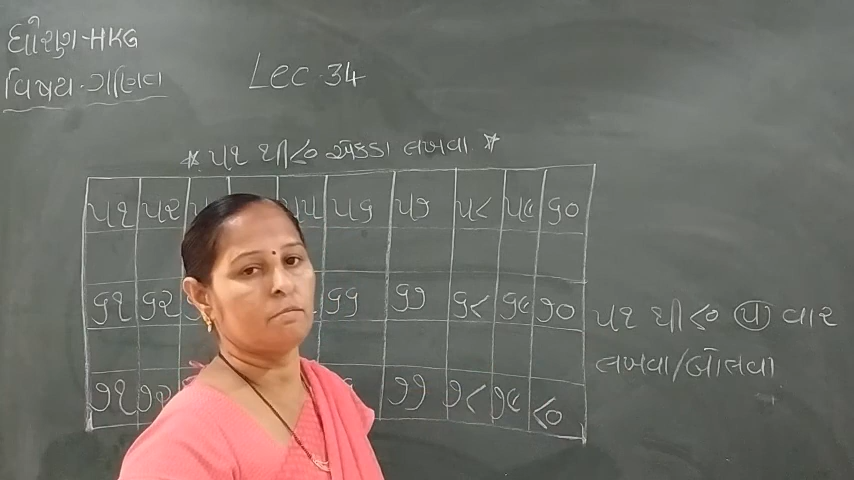 ધોરણ-HKG
વિષય-ગણિત
Lec-34
* ૫૧ થી ૮૦ એકડા લખવા *
૫૧ ૫૨ ૫૫ ૫૬ ૫૭ ૫૮ ૫૯ ૬૦
૬૧ ૬૨ ૬૬ ૬૭ ૬૮ ૬૯ ૭૦
૭૧ ૭૨ ૭૭ ૭૮ ૭૯ ૮૦
૫૧ થી ૮૦ ૫ વાર
લખવા/બોલવા